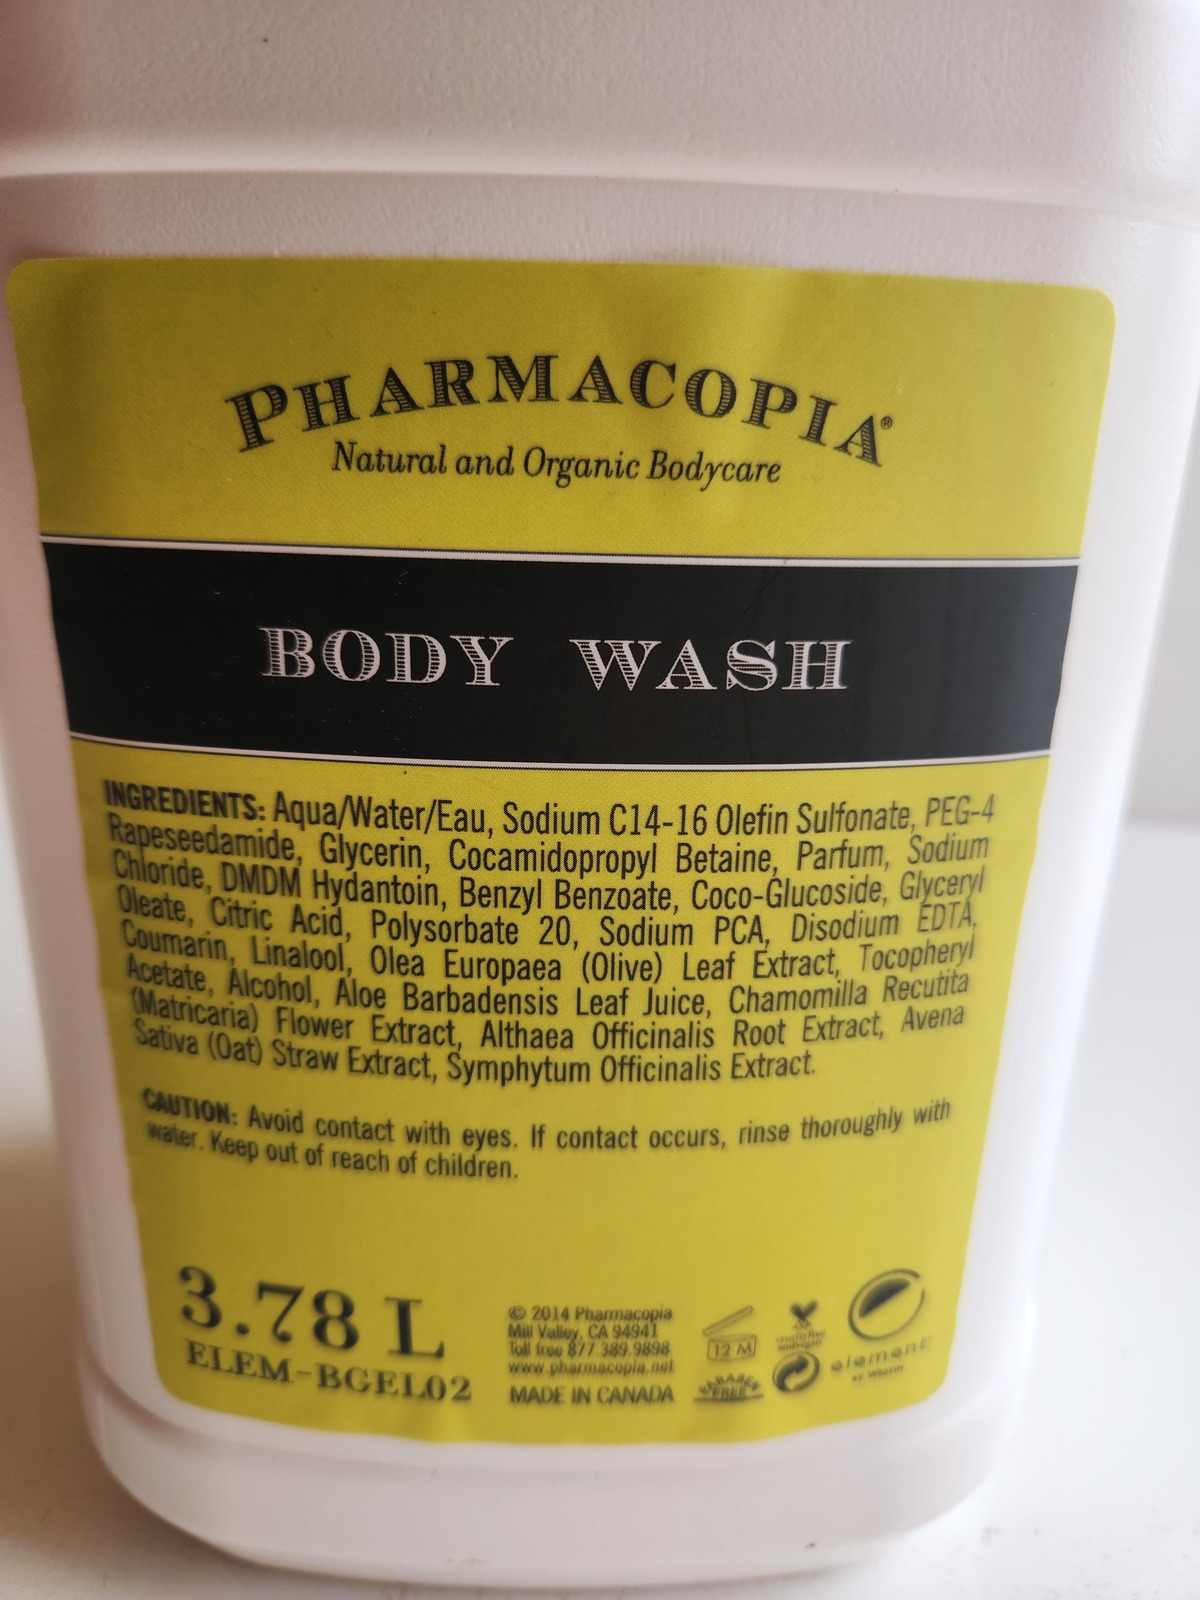 PHARMACOPIA®
Natural and Organic Bodycare
BODY WASH
INGREDIENTS: Aqua/Water/Eau, Sodium C14-16 Olefin Sulfonate, PEG-4
Rapeseedamide, Glycerin, Cocamidopropyl Betaine, Parfum, Sodium
Chloride, DMDM Hydantoin, Benzyl Benzoate, Coco-Glucoside, Glyceryl
Oleate, Citric Acid, Polysorbate 20, Sodium PCA, Disodium EDTA,
Coumarin, Linalool, Olea Europaea (Olive) Leaf Extract, Tocopheryl
Acetate, Alcohol, Aloe Barbadensis Leaf Juice, Chamomilla Recutita
(Matricaria) Flower Extract, Althaea Officinalis Root Extract, Avena
Sativa (Oat) Straw Extract, Symphytum Officinalis Extract.
CAUTION: Avoid contact with eyes. If contact occurs, rinse thoroughly with
water. Keep out of reach of children.
3.78 L
ELEM-BGEL02
© 2014 Pharmacopia
Mill Valley, CA 94941
Toll free 877.389.9898
www.pharmacopia.net
MADE IN CANADA
12 M
PARABEN
FREE
element